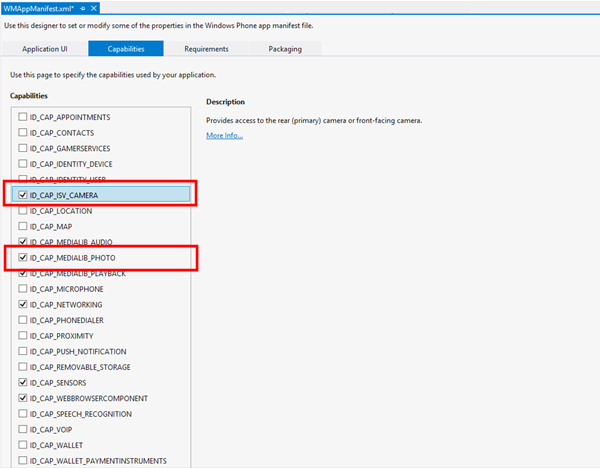 WMAppManifest.xml*
Use this designer to set or modify some of the properties in the Windows Phone app manifest file.
Application UI Capabilities Requirements Packaging
Use this page to specify the capabilities used by your application.
Capabilities
ID_CAP_APPOINTMENTS
ID_CAP_CONTACTS
ID_CAP_GAMERSERVICES
ID_CAP_IDENTITY_DEVICE
ID_CAP_IDENTITY_USER
ID_CAP_ISV_CAMERA
ID_CAP_LOCATION
ID_CAP_MAP
ID_CAP_MEDIALIB_AUDIO
ID_CAP_MEDIALIB_PHOTO
ID_CAP_MEDIALIB_PLAYBACK
ID_CAP_MICROPHONE
ID_CAP_NETWORKING
ID_CAP_PHONEDIALER
ID_CAP_PROXIMITY
ID_CAP_PUSH_NOTIFICATION
ID_CAP_REMOVABLE_STORAGE
ID_CAP_SENSORS
ID_CAP_WEBBROWSERCOMPONENT
ID_CAP_SPEECH_RECOGNITION
ID_CAP_VOIP
ID_CAP_WALLET
ID_CAP_WALLET_PAYMENTINSTRUMENTS
Description
Provides access to the rear (primary) camera or front-facing camera.
More Info...